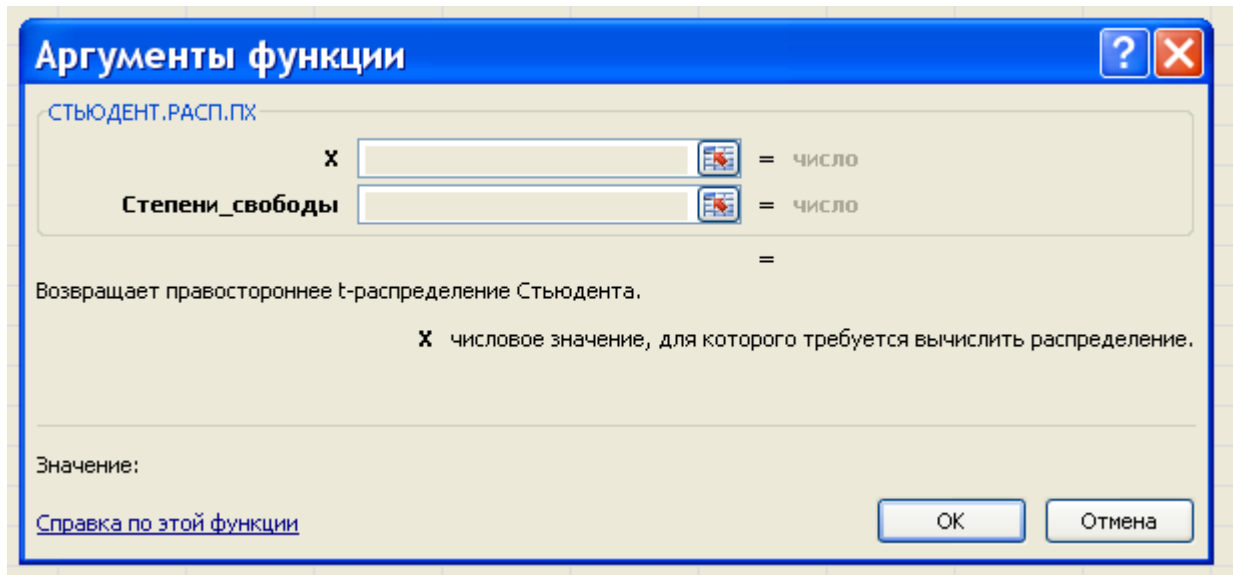 Аргументы функции
СТЬЮДЕНТ.РАСП.ПХ
X = число
Степени_свободы = число
=
Возвращает правостороннее t-распределение Стьюдента.
X числовое значение, для которого требуется вычислить распределение.
Значение:
Справка по этой функции
ОК Отмена